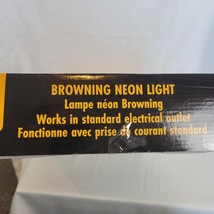 BROWNING NEON LIGHT
Lampe néon Browning
Works in standard electrical outlet
Fonctionne avec prise de courant standard